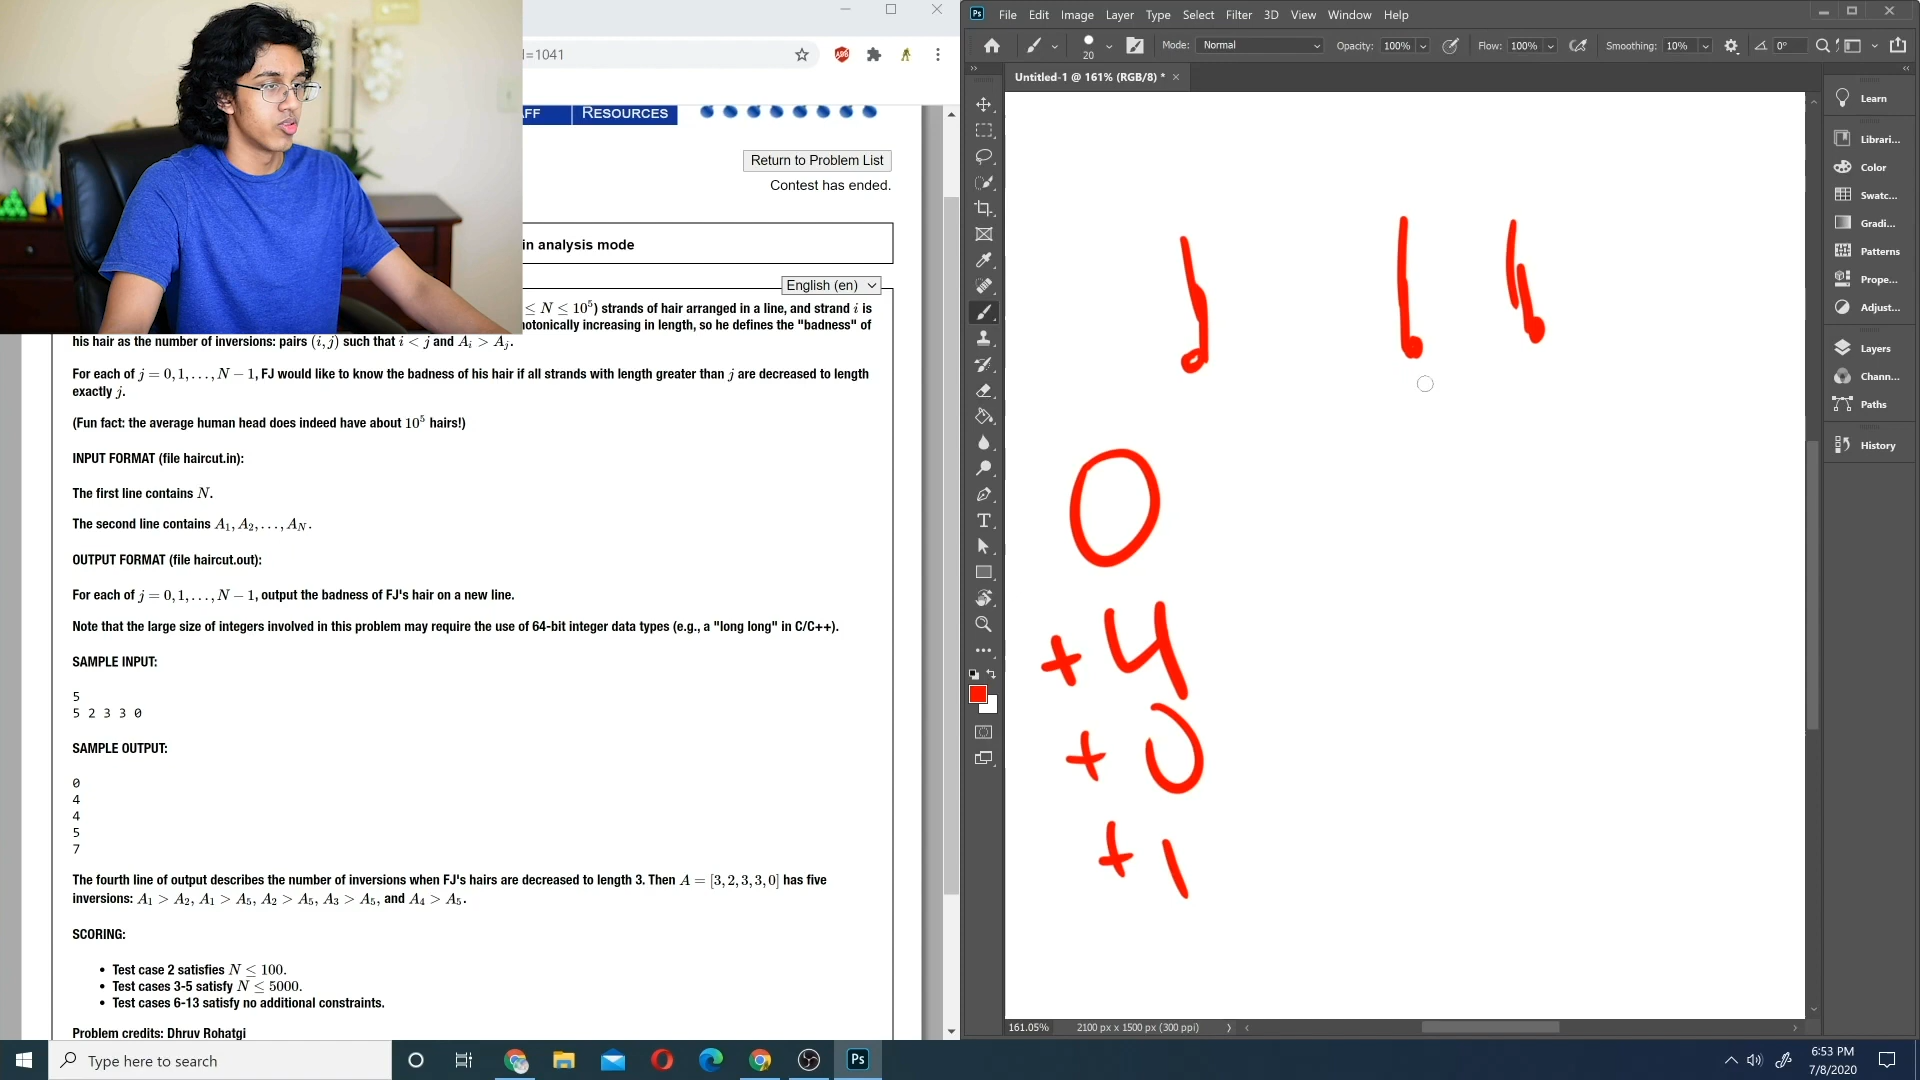 1=1041
FF
RESOURCES
Return to Problem List
Contest has ended.
in analysis mode
English (en)
≤ N ≤ 10⁵) strands of hair arranged in a line, and strand i is
otonically increasing in length, so he defines the "badness" of
his hair as the number of inversions: pairs (i, j) such that i < j and Aᵢ > Aⱼ.
For each of j = 0, 1, . . . , N − 1, FJ would like to know the badness of his hair if all strands with length greater than j are decreased to length
exactly j.
(Fun fact: the average human head does indeed have about 10⁵ hairs!)
INPUT FORMAT (file haircut.in):
The first line contains N.
The second line contains A₁, A₂, . . . , A_N.
OUTPUT FORMAT (file haircut.out):
For each of j = 0, 1, . . . , N − 1, output the badness of FJ's hair on a new line.
Note that the large size of integers involved in this problem may require the use of 64-bit integer data types (e.g., a "long long" in C/C++).
SAMPLE INPUT:
5
5 2 3 3 0
SAMPLE OUTPUT:
0
4
4
5
7
The fourth line of output describes the number of inversions when FJ's hairs are decreased to length 3. Then A = [3, 2, 3, 3, 0] has five
inversions: A₁ > A₂, A₁ > A₅, A₂ > A₅, A₃ > A₅, and A₄ > A₅.
SCORING:
• Test case 2 satisfies N ≤ 100.
• Test cases 3-5 satisfy N ≤ 5000.
• Test cases 6-13 satisfy no additional constraints.
Problem credits: Dhruv Rohatgi
Ps File Edit Image Layer Type Select Filter 3D View Window Help
20 Mode: Normal Opacity: 100% Flow: 100% Smoothing: 10% 0°
Untitled-1 @ 161% (RGB/8) *
0
+ 4
+ 0
+ 1
Learn
Librari...
Color
Swatc...
Gradi...
Patterns
Prope...
Adjust...
Layers
Chann...
Paths
History
161.05% 2100 px x 1500 px (300 ppi)
Type here to search
Ps
6:53 PM
7/8/2020